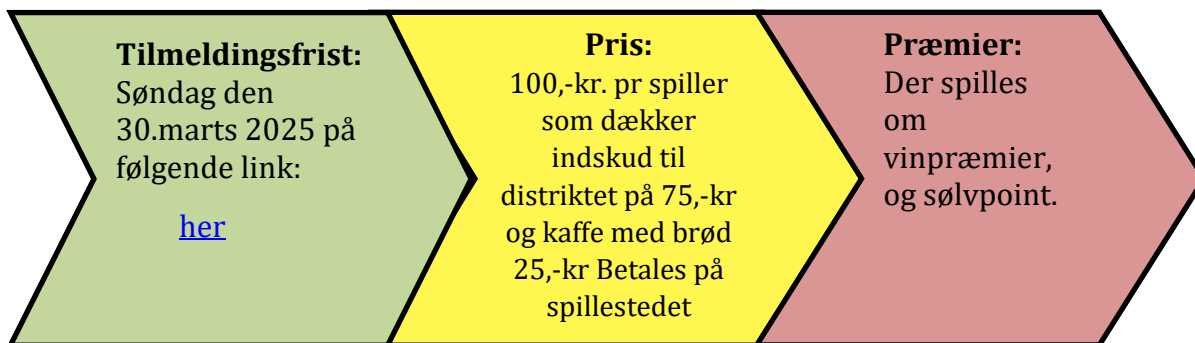 Tilmeldingsfrist:
Søndag den
30.marts 2025 på
følgende link:
her
Pris:
100,-kr. pr spiller
som dækker
indskud til
distriktet på 75,-kr
og kaffe med brød
25,-kr Betales på
spillestedet
Præmier:
Der spilles
om
vinpræmier,
og sølvpoint.